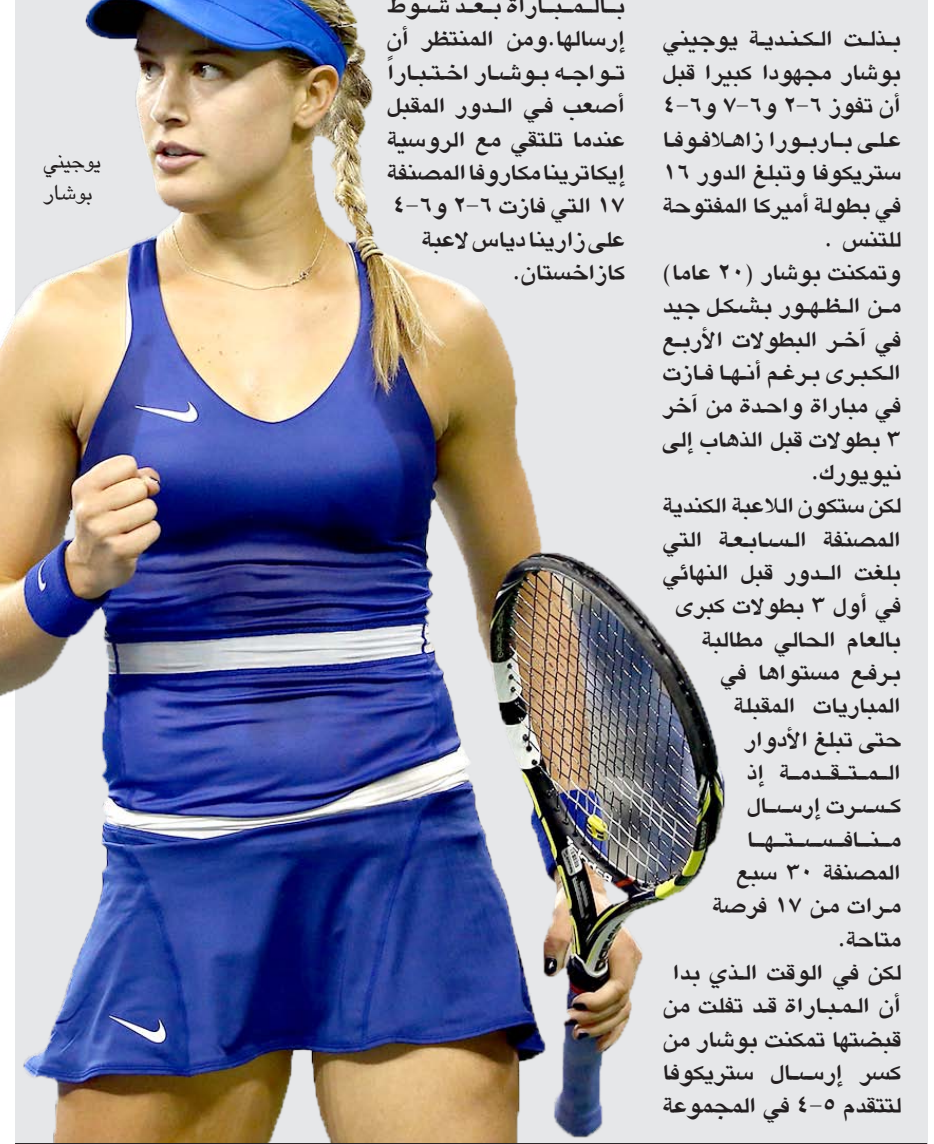 بذلت الكندية يوجيني
بوشار مجهودا كبيرا قبل
أن تفوز ٦-٢ و٦-٧ و٦-٤
على باربورا زاهلافوفا
ستريكوفا وتبلغ الدور ١٦
في بطولة أميركا المفتوحة
للتنس .
وتمكنت بوشار (٢٠ عاما)
من الظهور بشكل جيد
في آخر البطولات الأربع
الكبرى برغم أنها فازت
في مباراة واحدة من آخر
٣ بطولات قبل الذهاب إلى
نيويورك.
لكن ستكون اللاعبة الكندية
المصنفة السابعة التي
بلغت الدور قبل النهائي
في أول ٣ بطولات كبرى
بالعام الحالي مطالبة
برفع مستواها في
المباريات المقبلة
حتى تبلغ الأدوار
المتقدمة إذ
كسرت إرسال
منافستها
المصنفة ٣٠ سبع
مرات من ١٧ فرصة
متاحة.
لكن في الوقت الذي بدا
أن المباراة قد تفلت من
قبضتها تمكنت بوشار من
كسر إرسال ستريكوفا
لتتقدم ٥-٤ في المجموعة
بالمباراة بعد شوط
إرسالها.ومن المنتظر أن
تواجه بوشار اختباراً
أصعب في الدور المقبل
عندما تلتقي مع الروسية
إيكاترينا مكاروفا المصنفة
١٧ التي فازت ٦-٢ و٦-٤
على زارينا دياس لاعبة
كازاخستان.
يوجيني
بوشار